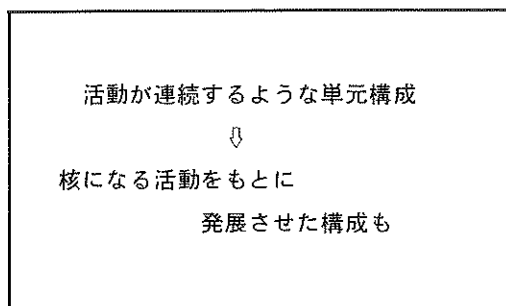 活動が連続するような単元構成
⇩
核になる活動をもとに
発展させた構成も